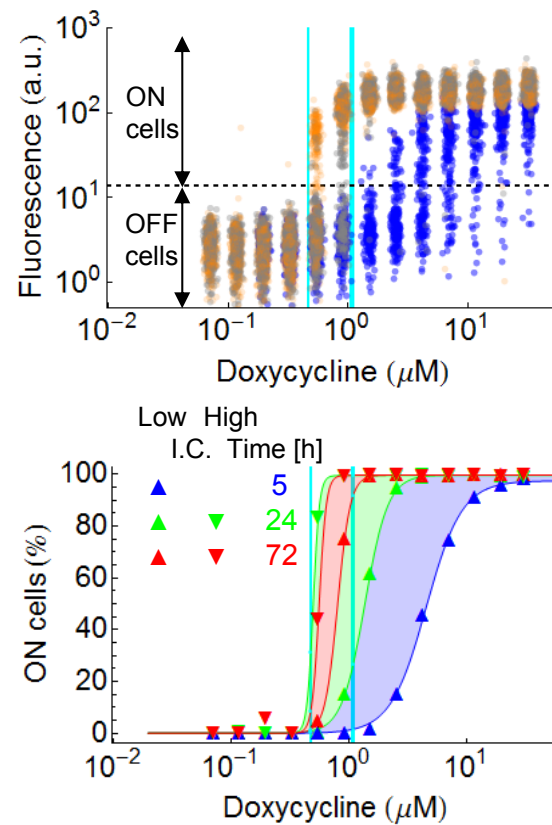 Fluorescence (a.u.)
10³
10²
10¹
10⁰
ON
cells
OFF
cells
10⁻² 10⁻¹ 10⁰ 10¹
Doxycycline (μM)
Low High
I.C. Time [h]
5
24
72
ON cells (%)
100
80
60
40
20
0
10⁻² 10⁻¹ 10⁰ 10¹
Doxycycline (μM)